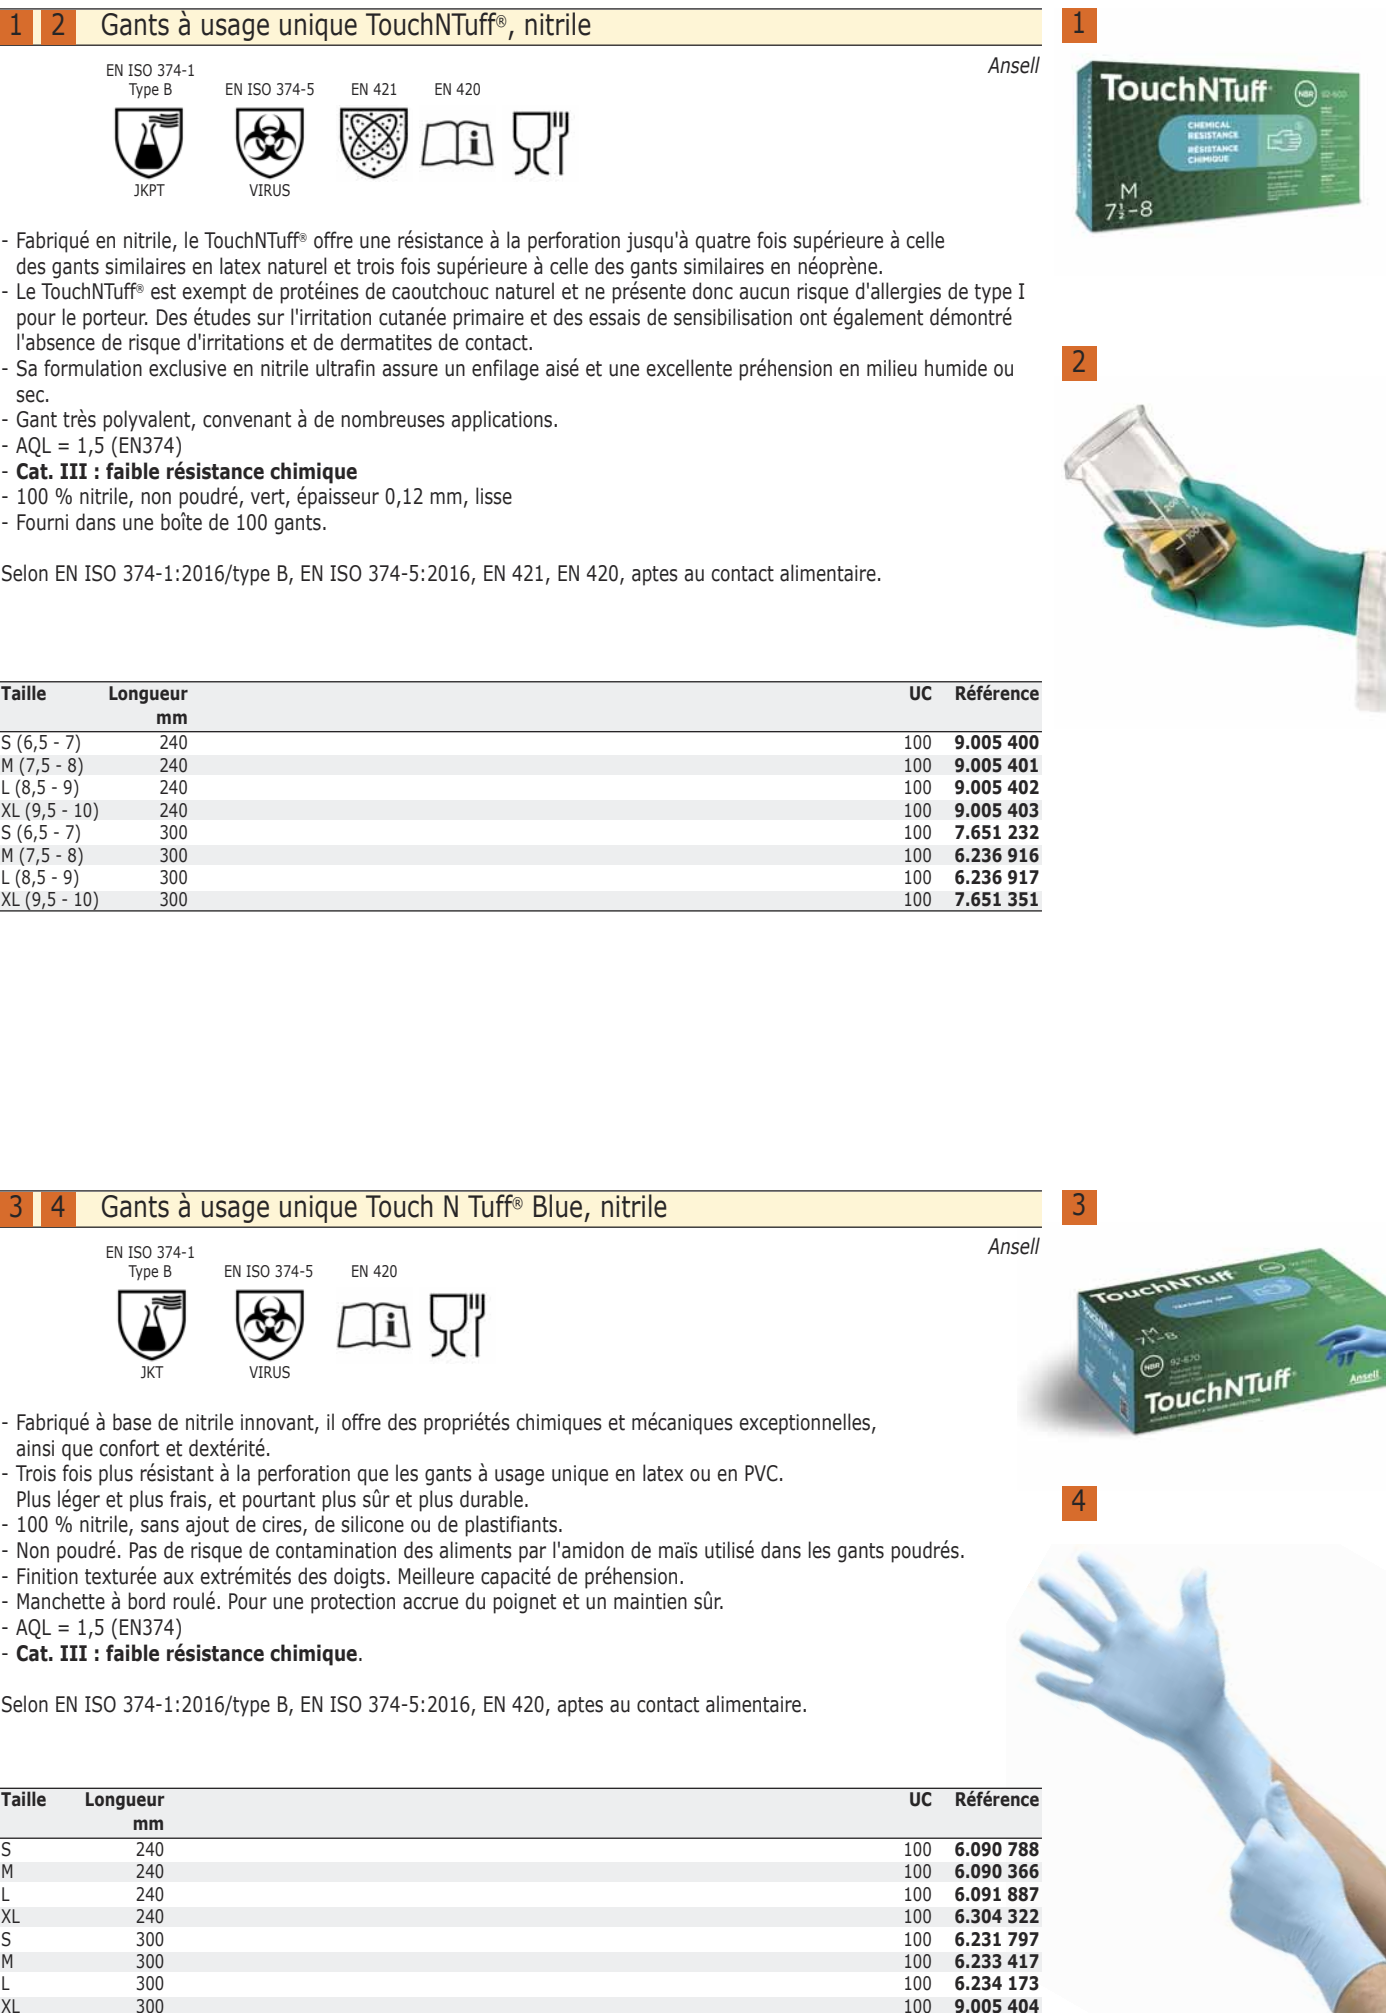 1 2 Gants à usage unique TouchNTuff®, nitrile
1
Ansell
EN ISO 374-1
Type B
EN ISO 374-5
EN 421
EN 420
JKPT
VIRUS
TouchNTuff
NBR
92-600
CHEMICAL
RESISTANCE
RÉSISTANCE
CHIMIQUE
M
7½-8
- Fabriqué en nitrile, le TouchNTuff® offre une résistance à la perforation jusqu'à quatre fois supérieure à celle
des gants similaires en latex naturel et trois fois supérieure à celle des gants similaires en néoprène.
- Le TouchNTuff® est exempt de protéines de caoutchouc naturel et ne présente donc aucun risque d'allergies de type I
pour le porteur. Des études sur l'irritation cutanée primaire et des essais de sensibilisation ont également démontré
l'absence de risque d'irritations et de dermatites de contact.
- Sa formulation exclusive en nitrile ultrafin assure un enfilage aisé et une excellente préhension en milieu humide ou
sec.
- Gant très polyvalent, convenant à de nombreuses applications.
- AQL = 1,5 (EN374)
- Cat. III : faible résistance chimique
- 100 % nitrile, non poudré, vert, épaisseur 0,12 mm, lisse
- Fourni dans une boîte de 100 gants.
Selon EN ISO 374-1:2016/type B, EN ISO 374-5:2016, EN 421, EN 420, aptes au contact alimentaire.
2
200
100
Taille Longueur UC Référence
mm
S (6,5 - 7) 240 100 9.005 400
M (7,5 - 8) 240 100 9.005 401
L (8,5 - 9) 240 100 9.005 402
XL (9,5 - 10) 240 100 9.005 403
S (6,5 - 7) 300 100 7.651 232
M (7,5 - 8) 300 100 6.236 916
L (8,5 - 9) 300 100 6.236 917
XL (9,5 - 10) 300 100 7.651 351
3 4 Gants à usage unique Touch N Tuff® Blue, nitrile
3
Ansell
EN ISO 374-1
Type B
EN ISO 374-5
EN 420
JKT
VIRUS
TouchNTuff
TEXTURED GRIP
M
7½-8
NBR
92-670
TouchNTuff
Ansell
- Fabriqué à base de nitrile innovant, il offre des propriétés chimiques et mécaniques exceptionnelles,
ainsi que confort et dextérité.
- Trois fois plus résistant à la perforation que les gants à usage unique en latex ou en PVC.
Plus léger et plus frais, et pourtant plus sûr et plus durable.
- 100 % nitrile, sans ajout de cires, de silicone ou de plastifiants.
- Non poudré. Pas de risque de contamination des aliments par l'amidon de maïs utilisé dans les gants poudrés.
- Finition texturée aux extrémités des doigts. Meilleure capacité de préhension.
- Manchette à bord roulé. Pour une protection accrue du poignet et un maintien sûr.
- AQL = 1,5 (EN374)
- Cat. III : faible résistance chimique.
Selon EN ISO 374-1:2016/type B, EN ISO 374-5:2016, EN 420, aptes au contact alimentaire.
4
Taille Longueur UC Référence
mm
S 240 100 6.090 788
M 240 100 6.090 366
L 240 100 6.091 887
XL 240 100 6.304 322
S 300 100 6.231 797
M 300 100 6.233 417
L 300 100 6.234 173
XL 300 100 9.005 404